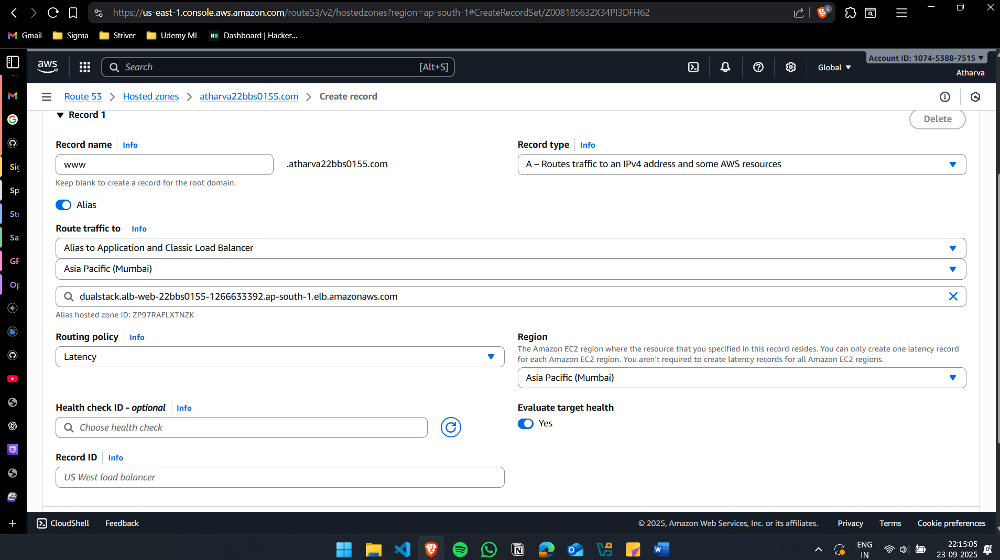 https://us-east-1.console.aws.amazon.com/route53/v2/hostedzones?region=ap-south-1#CreateRecordSet/Z008185632X34PI3DFH62
6
Gmail
Sigma
Striver
Udemy ML
Dashboard | Hacker...
aws
Search
[Alt+S]
Global
Account ID: 1074-5388-7515
Atharva
Route 53
Hosted zones
atharva22bbs0155.com
Create record
Sig
Sp
Str
Sa
GF
Op
Record 1
Delete
Record name
Info
www
.atharva22bbs0155.com
Keep blank to create a record for the root domain.
Record type
Info
A – Routes traffic to an IPv4 address and some AWS resources
Alias
Route traffic to
Info
Alias to Application and Classic Load Balancer
Asia Pacific (Mumbai)
dualstack.alb-web-22bbs0155-1266633392.ap-south-1.elb.amazonaws.com
Alias hosted zone ID: ZP97RAFLXTNZK
Routing policy
Info
Latency
Region
The Amazon EC2 region where the resource that you specified in this record resides. You can only create one latency record
for each Amazon EC2 region. You aren't required to create latency records for all Amazon EC2 regions.
Asia Pacific (Mumbai)
Health check ID - optional
Info
Choose health check
Evaluate target health
Yes
Record ID
Info
US West load balancer
CloudShell
Feedback
© 2025, Amazon Web Services, Inc. or its affiliates.
Privacy
Terms
Cookie preferences
ENG
IN
22:15:05
23-09-2025